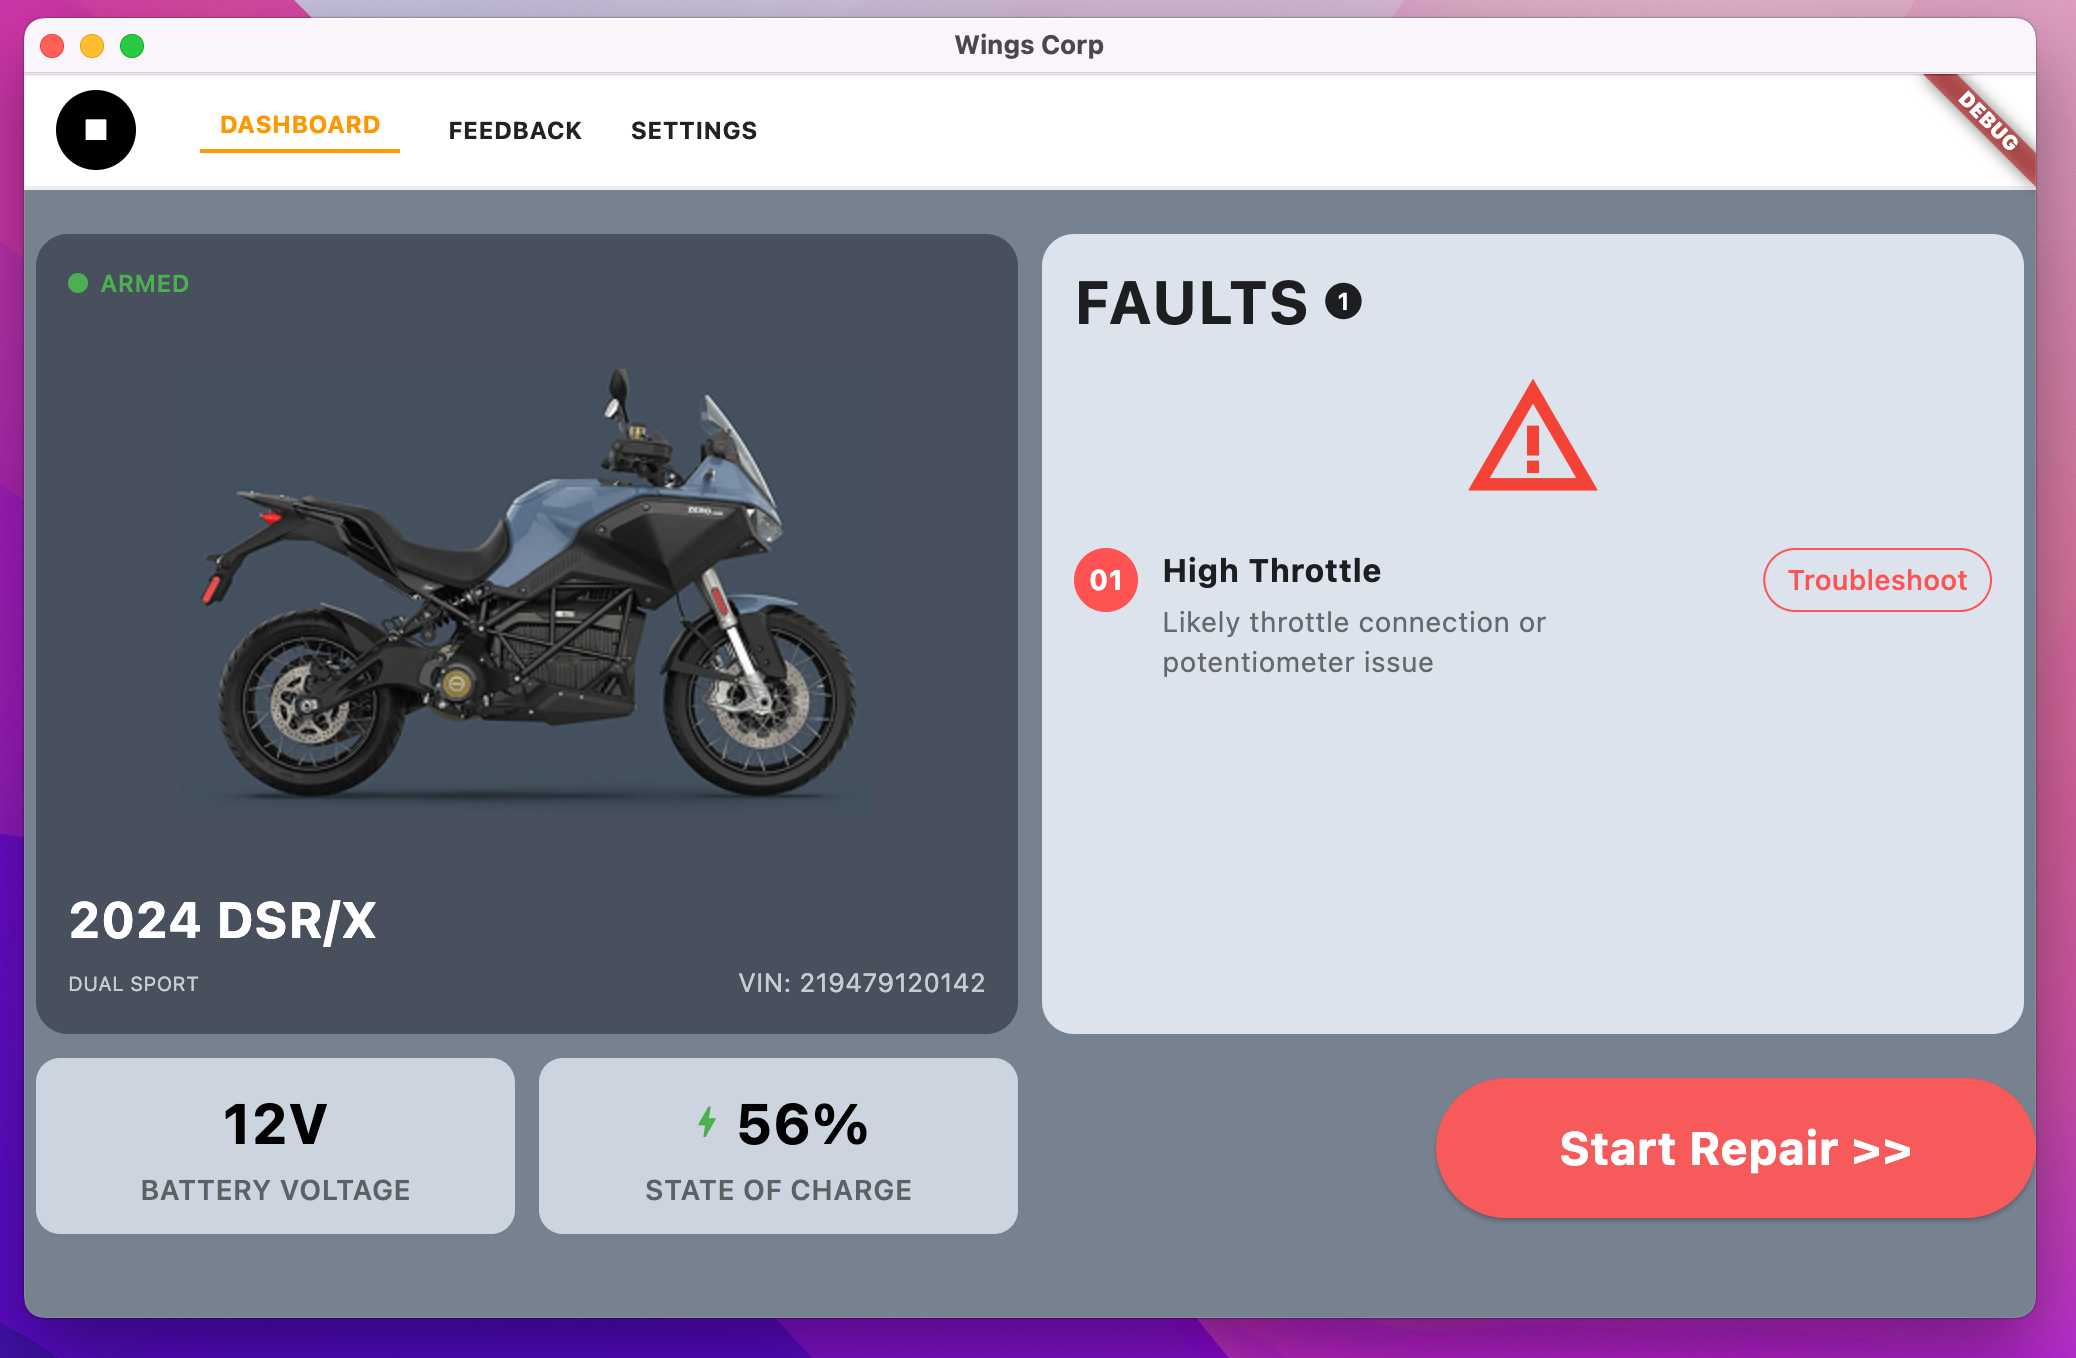 Wings Corp
DASHBOARD
FEEDBACK
SETTINGS
DEBUG
ARMED
ZERO
2024 DSR/X
DUAL SPORT
VIN: 219479120142
FAULTS 1
01
High Throttle
Likely throttle connection or
potentiometer issue
Troubleshoot
12V
BATTERY VOLTAGE
56%
STATE OF CHARGE
Start Repair >>